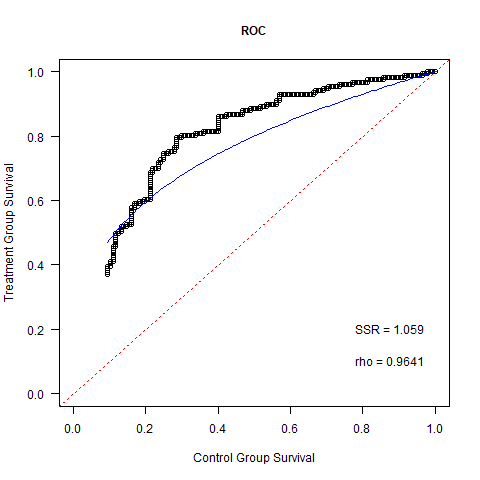 ROC
Treatment Group Survival
1.0
0.8
0.6
0.4
0.2
0.0
SSR = 1.059
rho = 0.9641
0.0 0.2 0.4 0.6 0.8 1.0
Control Group Survival